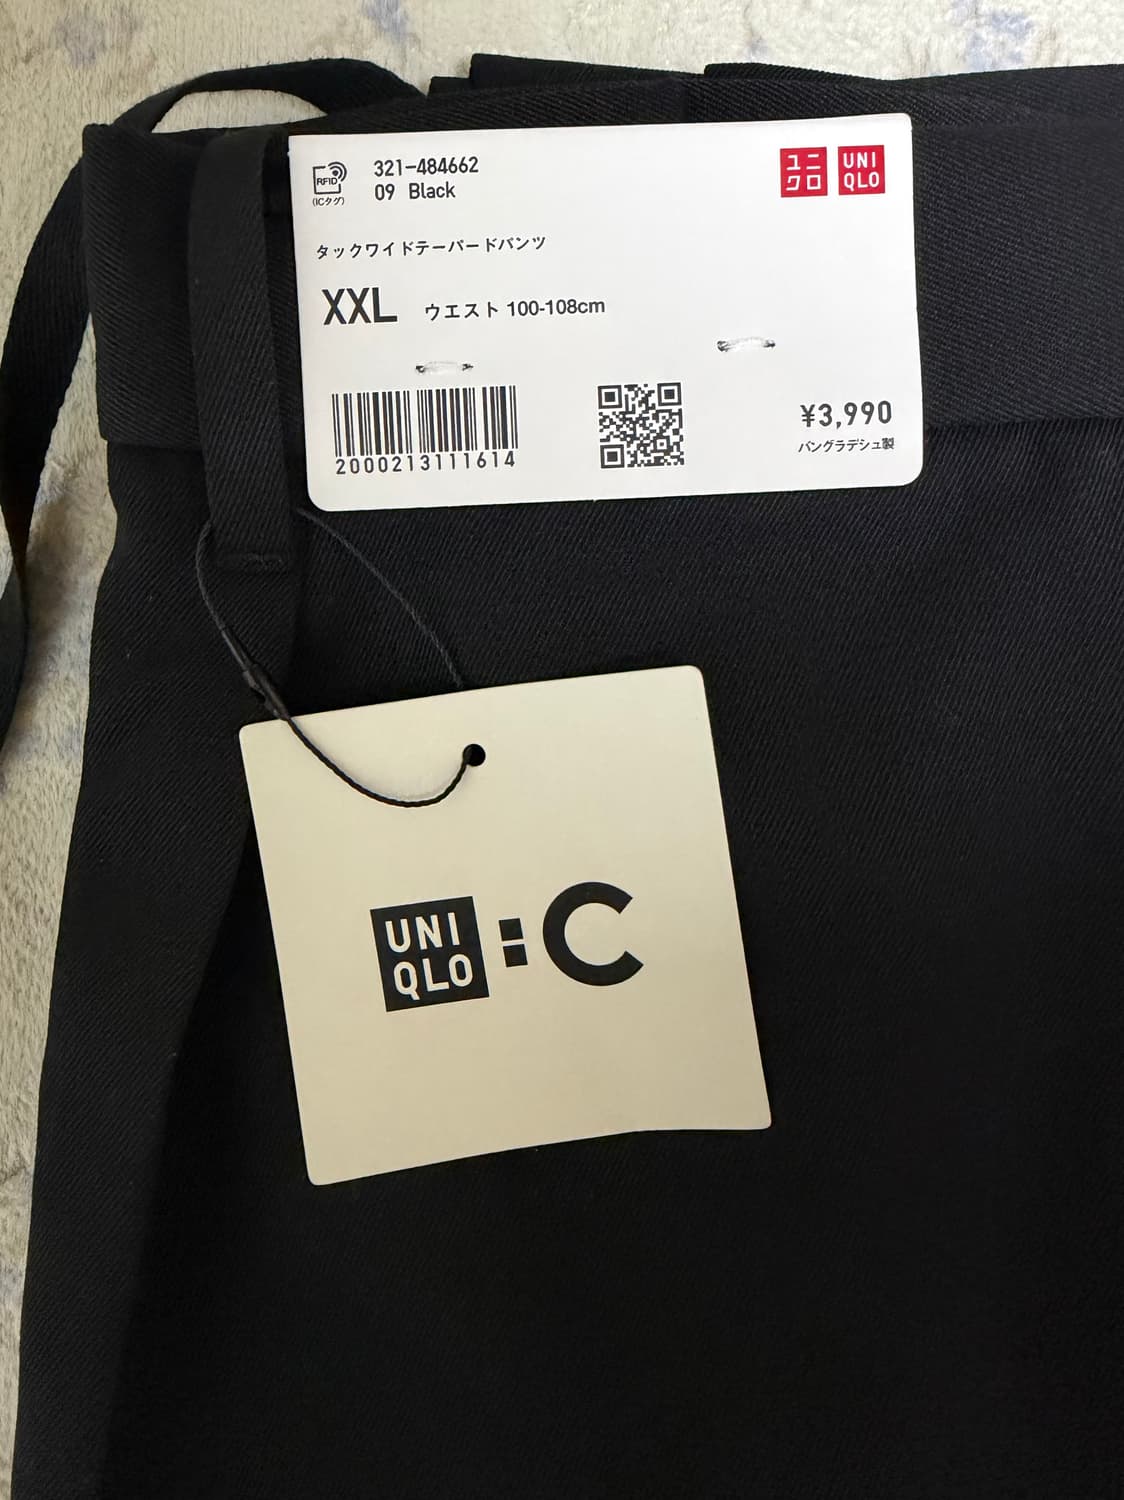 RFID
(ICタグ)
321-484662
09 Black
ユニ
クロ
UNI
QLO
タックワイドテーパードパンツ
XXL ウエスト 100-108cm
2000213111614
¥3,990
バングラデシュ製
UNI
QLO
: C